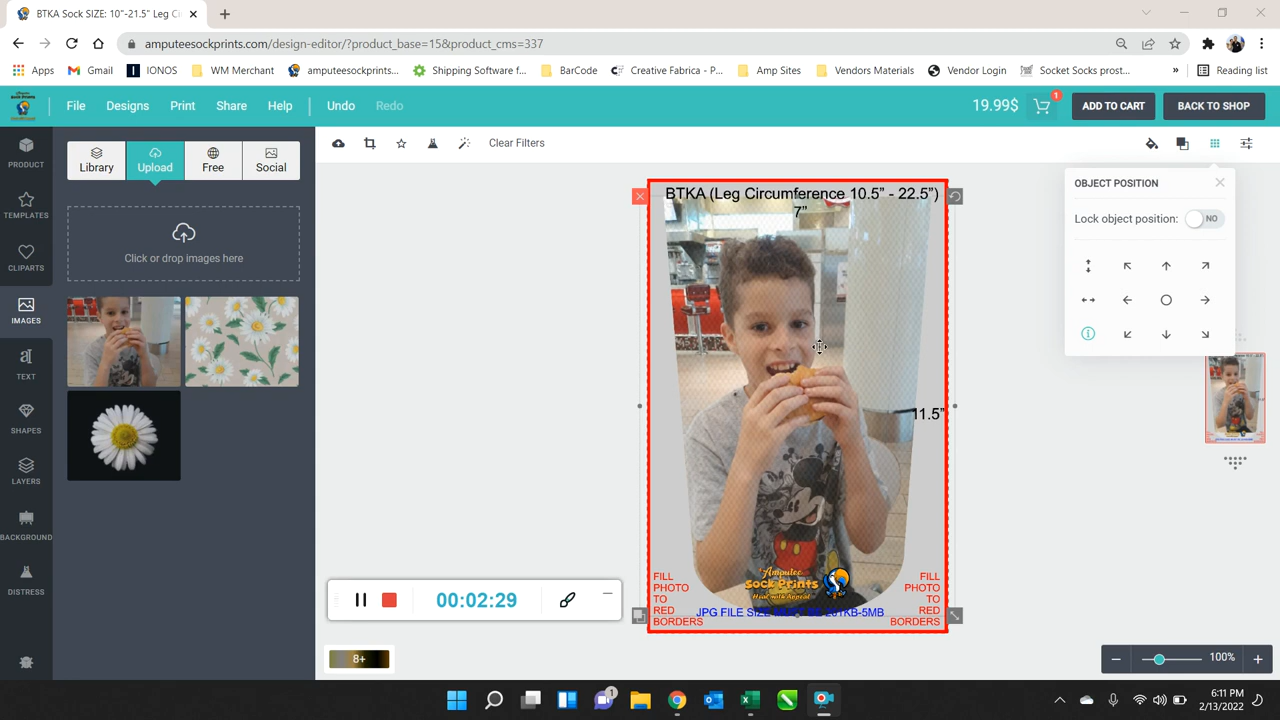 BTKA Sock SIZE: 10"-21.5" Leg Ci
amputeesockprints.com/design-editor/?product_base=15&product_cms=337
Apps
Gmail
IONOS
WM Merchant
amputeesockprints...
Shipping Software f...
BarCode
Creative Fabrica - P...
Amp Sites
Vendors Materials
Vendor Login
Socket Socks prost...
»
Reading list
File
Designs
Print
Share
Help
Undo
Redo
19.99$
1
ADD TO CART
BACK TO SHOP
PRODUCT
TEMPLATES
CLIPARTS
IMAGES
TEXT
SHAPES
LAYERS
BACKGROUND
DISTRESS
Library
Upload
Free
Social
Click or drop images here
Clear Filters
BTKA (Leg Circumference 10.5” - 22.5”)
7”
11.5”
Amputee
Sock Prints
FILL
PHOTO
TO
RED
BORDERS
FILL
PHOTO
TO
RED
BORDERS
OBJECT POSITION
Lock object position:
NO
00:02:29
8+
100%
1
6:11 PM
2/13/2022